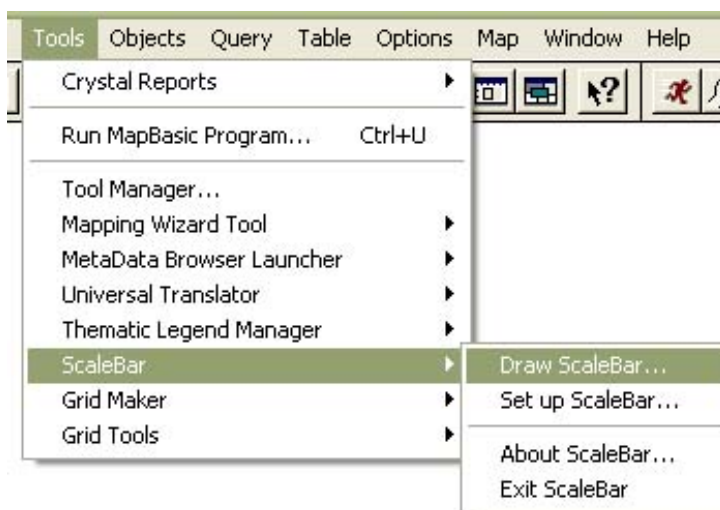 Tools Objects Query Table Options Map Window Help
Crystal Reports
Run MapBasic Program... Ctrl+U
Tool Manager...
Mapping Wizard Tool
MetaData Browser Launcher
Universal Translator
Thematic Legend Manager
ScaleBar
Grid Maker
Grid Tools
Draw ScaleBar...
Set up ScaleBar...
About ScaleBar...
Exit ScaleBar